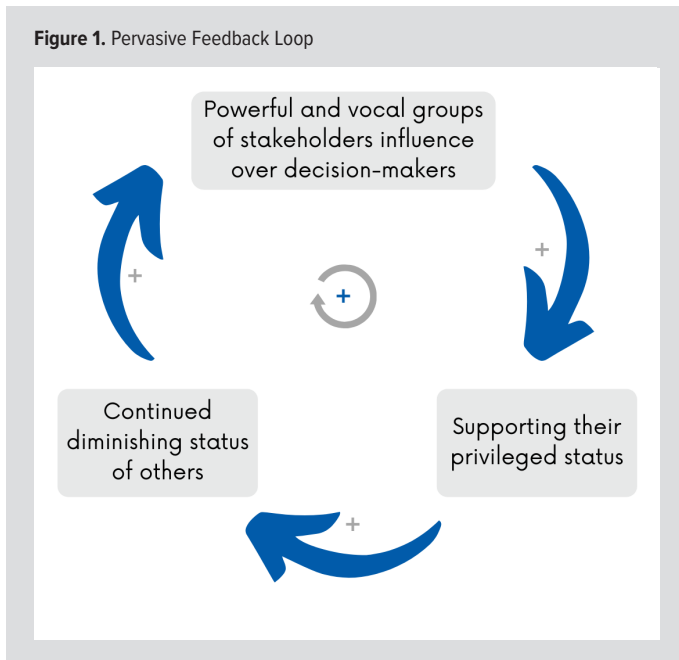 Figure 1. Pervasive Feedback Loop
Powerful and vocal groups
of stakeholders influence
over decision-makers
+
+
+
Supporting their
privileged status
Continued
diminishing status
of others
+